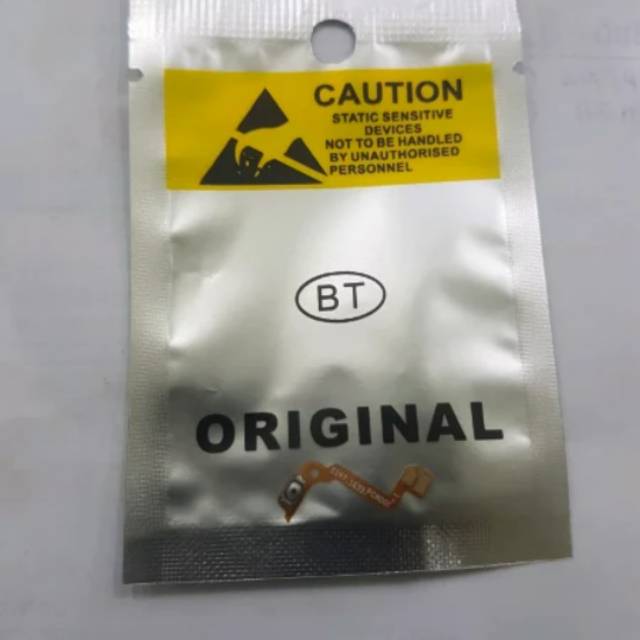 CAUTION
STATIC SENSITIVE
DEVICES
NOT TO BE HANDLED
BY UNAUTHORISED
PERSONNEL
BT
ORIGINAL